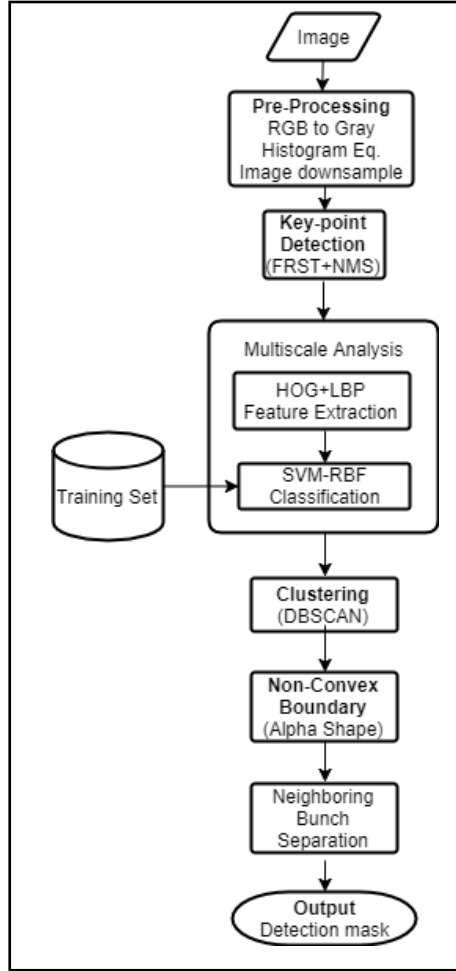 Image
Pre-Processing
RGB to Gray
Histogram Eq.
Image downsample
Key-point
Detection
(FRST+NMS)
Multiscale Analysis
HOG+LBP
Feature Extraction
Training Set
SVM-RBF
Classification
Clustering
(DBSCAN)
Non-Convex
Boundary
(Alpha Shape)
Neighboring
Bunch
Separation
Output
Detection mask